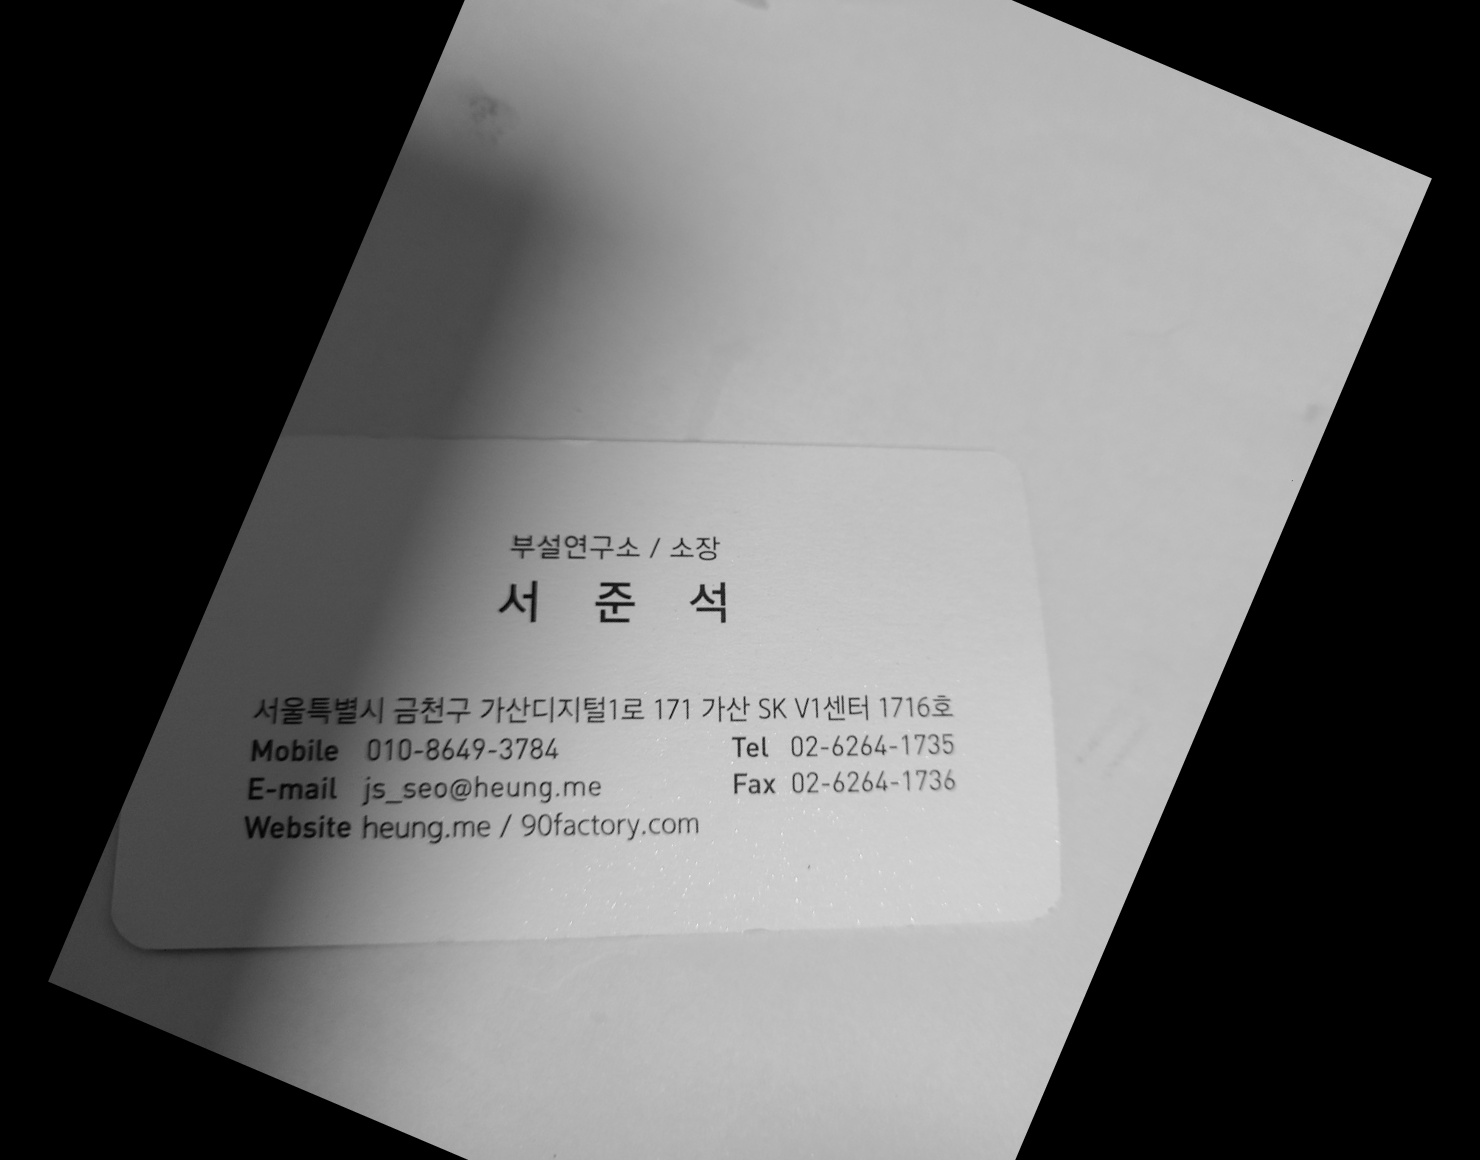 부설연구소 / 소장
서 준 석
서울특별시 금천구 가산디지털1로 171 가산 SK V1센터 1716호
Mobile 010-8649-3784 Tel 02-6264-1735
E-mail js_seo@heung.me Fax 02-6264-1736
Website heung.me / 90factory.com